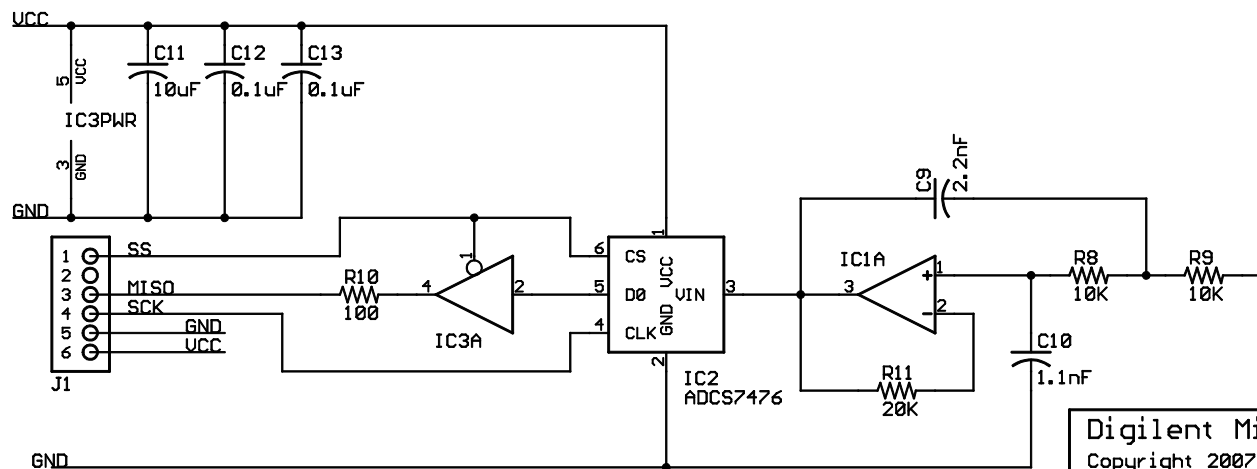 VCC
5
VCC
IC3PWR
3
GND
GND
C11
10uF
C12
0.1uF
C13
0.1uF
C9
2.2nF
J1
1
2
3
4
5
6
SS
MISO
SCK
GND
VCC
R10
100
1
4
2
IC3A
1
6
CS
5
D0
4
CLK
VCC
GND
VIN
3
2
IC2
ADCS7476
IC1A
3
+
1
-
2
R11
20K
R8
10K
R9
10K
C10
1.1nF
GND
Digilent Mi
Copyright 2007